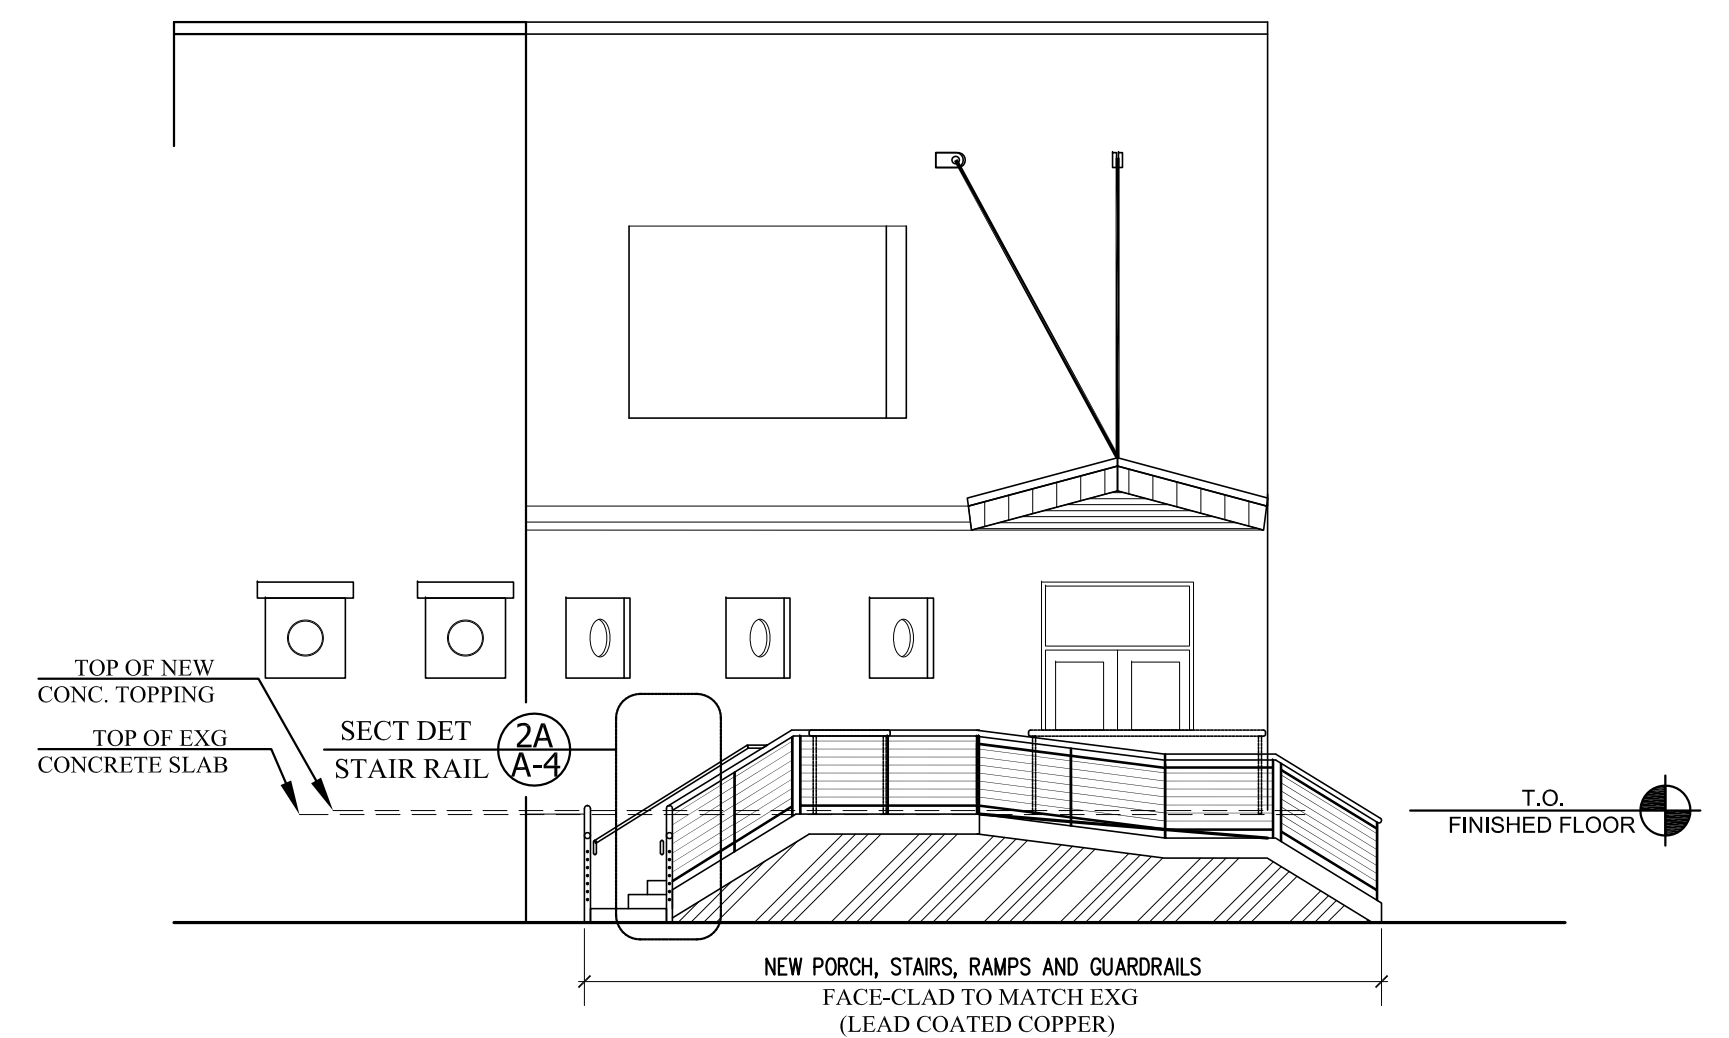 TOP OF NEW
CONC. TOPPING
TOP OF EXG
CONCRETE SLAB
SECT DET
STAIR RAIL
2A
A-4
T.O.
FINISHED FLOOR
NEW PORCH, STAIRS, RAMPS AND GUARDRAILS
FACE-CLAD TO MATCH EXG
(LEAD COATED COPPER)